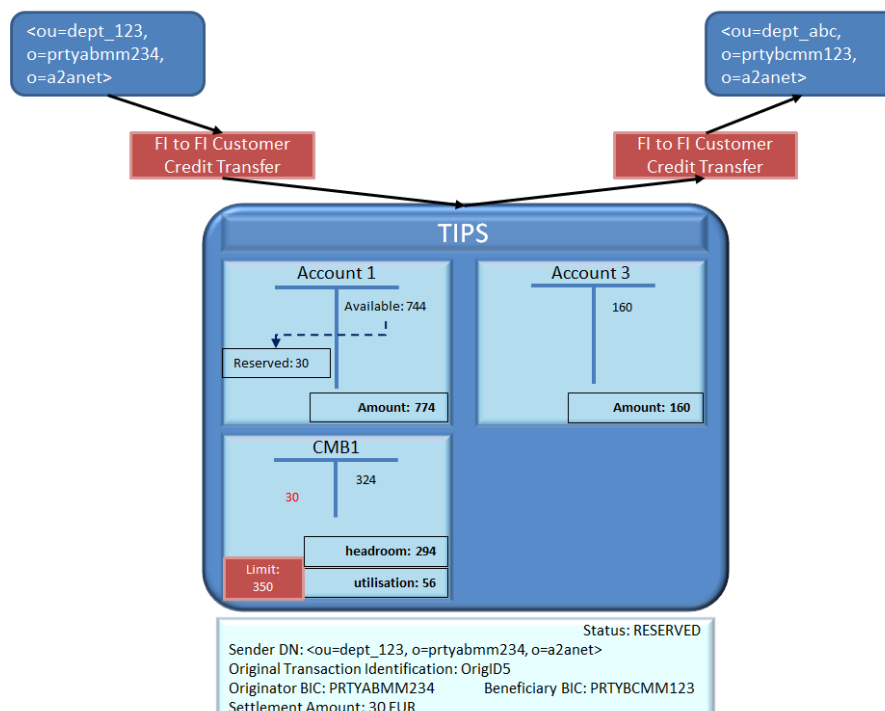 <ou=dept_123,
o=prtyabmm234,
o=a2anet>
<ou=dept_abc,
o=prtybcmm123,
o=a2anet>
FI to FI Customer
Credit Transfer
FI to FI Customer
Credit Transfer
TIPS
Account 1
Available: 744
Reserved: 30
Amount: 774
Account 3
160
Amount: 160
CMB1
324
30
headroom: 294
Limit:
350
utilisation: 56
Status: RESERVED
Sender DN: <ou=dept_123, o=prtyabmm234, o=a2anet>
Original Transaction Identification: OrigID5
Originator BIC: PRTYABMM234 Beneficiary BIC: PRTYBCMM123
Settlement Amount: 30 EUR